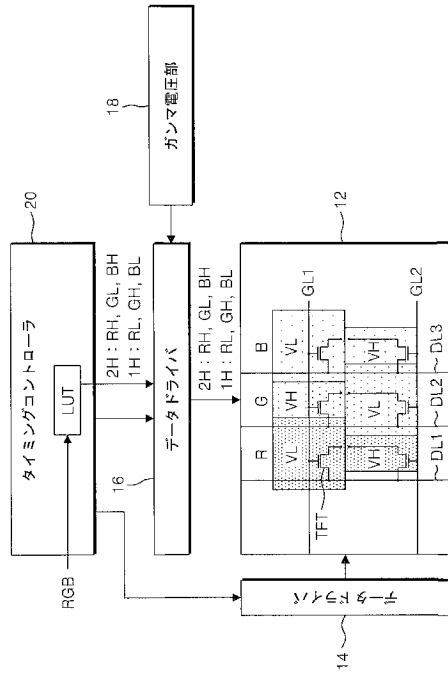 20
タイミングコントローラ
RGB
LUT
2H : RH, GL, BH
1H : RL, GH, BL
18
ガンマ電圧部
16
データドライバ
2H : RH, GL, BH
1H : RL, GH, BL
14
データドライバ
12
R
G
B
GL1
VL
VH
VL
TFT
VH
VL
VH
GL2
DL1
DL2
DL3